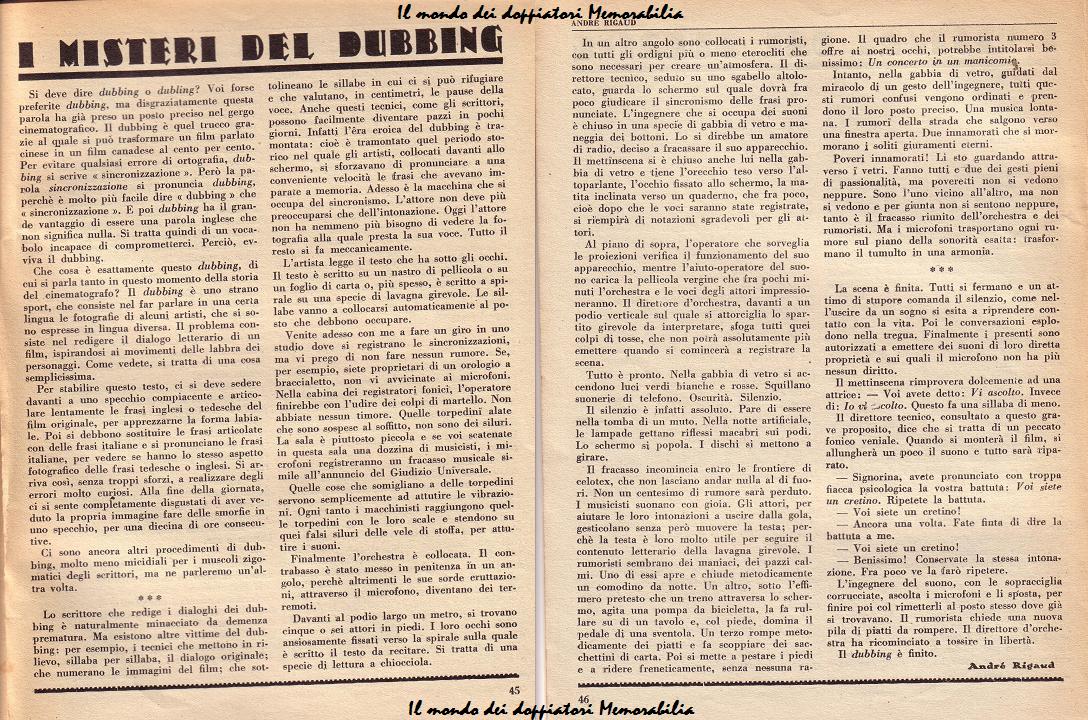 Il mondo dei doppiatori Memorabilia
I MISTERI DEL DUBBING
Si deve dire dubbing o dubling? Voi forse
preferite dubbing, ma disgraziatamente questa
parola ha già preso un posto preciso nel gergo
cinematografico. Il dubbing è quel trucco gra-
zie al quale si può trasformare un film parlato
cinese in un film canadese al cento per cento.
Per evitare qualsiasi errore di ortografia, dub-
bing si scrive « sincronizzazione ». Però la pa-
rola sincronizzazione si pronuncia dubbing,
perchè è molto più facile dire « dubbing » che
« sincronizzazione ». E poi dubbing ha il gran-
de vantaggio di essere una parola inglese che
non significa nulla. Si tratta quindi di un voca-
bolo incapace di compromettersi. Perciò, ev-
viva il dubbing.
Che cosa è esattamente questo dubbing, di
cui si parla tanto in questo momento della storia
del cinematografo? Il dubbing è uno strano
sport, che consiste nel far parlare in una certa
lingua le fotografie di alcuni artisti, che si so-
no espresse in lingua diversa. Il problema con-
siste nel redigere il dialogo letterario di un
film, ispirandosi ai movimenti delle labbra dei
personaggi. Come vedete, si tratta di una cosa
semplicissima.
Per stabilire questo testo, ci si deve sedere
davanti a uno specchio compiacente e artico-
lare lentamente le frasi inglesi o tedesche del
film originale, per apprezzarne la forma labia-
le. Poi si debbono sostituire le frasi articolate
con delle frasi italiane e si pronunciano le frasi
italiane, per vedere se hanno lo stesso aspetto
fotografico delle frasi tedesche o inglesi. Si ar-
riva così, senza troppi sforzi, a realizzare degli
errori molto curiosi. Alla fine della giornata,
ci si sente completamente disgustati di aver ve-
duto la propria immagine fare delle smorfie in
uno specchio, per una diecina di ore consecu-
tive.
Ci sono ancora altri procedimenti di dub-
bing, molto meno micidiali per i muscoli zigo-
matici degli scrittori, ma ne parleremo un'al-
tra volta.
* * *
Lo scrittore che redige i dialoghi dei dub-
bing è naturalmente minacciato da demenza
prematura. Ma esistono altre vittime del dub-
bing: per esempio, i tecnici che mettono in ri-
lievo, sillaba per sillaba, il dialogo originale;
che numerano le immagini del film; che sot-
tolineano le sillabe in cui ci si può rifugiare
e che valutano, in centimetri, le pause della
voce. Anche questi tecnici, come gli scrittori,
possono facilmente diventare pazzi in pochi
giorni. Infatti l'èra eroica del dubbing è tra-
montata: cioè è tramontato quel periodo sto-
rico nel quale gli artisti, collocati davanti allo
schermo, si sforzavano di pronunciare a una
conveniente velocità le frasi che avevano im-
parate a memoria. Adesso è la macchina che si
occupa del sincronismo. L'attore non deve più
preoccuparsi che dell'intonazione. Oggi l'attore
non ha nemmeno più bisogno di vedere la fo-
tografia alla quale presta la sua voce. Tutto il
resto si fa meccanicamente.
L'artista legge il testo che ha sotto gli occhi.
Il testo è scritto su un nastro di pellicola o su
un foglio di carta o, più spesso, è scritto a spi-
rale su una specie di lavagna girevole. Le sil-
labe vanno a collocarsi automaticamente al po-
sto che debbono occupare.
Venite adesso con me a fare un giro in uno
studio dove si registrano le sincronizzazioni,
ma vi prego di non fare nessun rumore. Se,
per esempio, siete proprietari di un orologio a
braccialetto, non vi avvicinate ai microfoni.
Nella cabina dei registratori fonici, l'operatore
finirebbe con l'udire dei colpi di martello. Non
abbiate nessun timore. Quelle torpedini alate
che sono sospese al soffitto, non sono dei siluri.
La sala è piuttosto piccola e se voi scatenate
in questa sala una dozzina di musicisti, i mi-
crofoni registreranno un fracasso musicale si-
mile all'annuncio del Giudizio Universale.
Quelle cose che somigliano a delle torpedini
servono semplicemente ad attutire le vibrazio-
ni. Ogni tanto i macchinisti raggiungono quel-
le torpedini con le loro scale e stendono su
quei falsi siluri delle vele di stoffa, per attu-
tire i suoni.
Finalmente l'orchestra è collocata. Il con-
trabasso è stato messo in penitenza in un an-
golo, perchè altrimenti le sue sorde eruttazio-
ni, attraverso il microfono, diventano dei ter-
remoti.
Davanti al podio largo un metro, si trovano
cinque o sei attori in piedi. I loro occhi sono
ansiosamente fissati verso la spirale sulla quale
è scritto il testo da recitare. Si tratta di una
specie di lettura a chiocciola.
45
ANDRÉ RIGAUD
In un altro angolo sono collocati i rumoristi,
con tutti gli ordigni più o meno eterocliti che
sono necessari per creare un'atmosfera. Il di-
rettore tecnico, seduto su uno sgabello altolo-
cato, guarda lo schermo sul quale dovrà fra
poco giudicare il sincronismo delle frasi pro-
nunciate. L'ingegnere che si occupa dei suoni
è chiuso in una specie di gabbia di vetro e ma-
neggia dei bottoni. Lo si direbbe un amatore
di radio, deciso a fracassare il suo apparecchio.
Il mettinscena si è chiuso anche lui nella gab-
bia di vetro e tiene l'orecchio teso verso l'al-
toparlante, l'occhio fissato allo schermo, la ma-
tita inclinata verso un quaderno, che fra poco,
cioè dopo che le voci saranno state registrate,
si riempirà di notazioni sgradevoli per gli at-
tori.
Al piano di sopra, l'operatore che sorveglia
le proiezioni verifica il funzionamento del suo
apparecchio, mentre l'aiuto-operatore del suo-
no carica la pellicola vergine che fra pochi mi-
nuti l'orchestra e le voci degli attori impressio-
neranno. Il direttore d'orchestra, davanti a un
podio verticale sul quale si attorciglia lo spar-
tito girevole da interpretare, sfoga tutti quei
colpi di tosse, che non potrà assolutamente più
emettere quando si comincerà a registrare la
scena.
Tutto è pronto. Nella gabbia di vetro si ac-
cendono luci verdi bianche e rosse. Squillano
suonerie di telefono. Oscurità. Silenzio.
Il silenzio è infatti assoluto. Pare di essere
nella tomba di un muto. Nella notte artificiale,
le lampade gettano riflessi macabri sui podi.
Lo schermo si popola. I dischi si mettono a
girare.
Il fracasso incomincia entro le frontiere di
celotex, che non lasciano andar nulla al di fuo-
ri. Non un centesimo di rumore sarà perduto.
I musicisti suonano con gioia. Gli attori, per
aiutare le loro intonazioni a uscire dalla gola,
gesticolano senza però muovere la testa; per-
chè la testa è loro molto utile per seguire il
contenuto letterario della lavagna girevole. I
rumoristi sembrano dei maniaci, dei pazzi cal-
mi. Uno di essi apre e chiude metodicamente
un comodino da notte. Un altro, sotto l'effi-
mero pretesto che un treno attraversa lo scher-
mo, agita una pompa da bicicletta, la fa rul-
lare su di un tavolo e, col piede, domina il
pedale di una sventola. Un terzo rompe meto-
dicamente dei piatti e fa scoppiare dei sac-
chettini di carta. Poi si mette a pestare i piedi
e a ridere freneticamente, senza nessuna ra-
gione. Il quadro che il rumorista numero 3
offre ai nostri occhi, potrebbe intitolarsi be-
nissimo: Un concerto in un manicomio.
Intanto, nella gabbia di vetro, guidati dal
miracolo di un gesto dell'ingegnere, tutti que-
sti rumori confusi vengono ordinati e pren-
dono il loro posto preciso. Una musica lonta-
na. I rumori della strada che salgono verso
una finestra aperta. Due innamorati che si mor-
morano i soliti giuramenti eterni.
Poveri innamorati! Li sto guardando attra-
verso i vetri. Fanno tutti e due dei gesti pieni
di passionalità, ma poveretti non si vedono
neppure. Sono l'uno vicino all'altro, ma non
si vedono e per giunta non si sentono neppure,
tanto è il fracasso riunito dell'orchestra e dei
rumoristi. Ma i microfoni trasportano ogni ru-
more sul piano della sonorità esatta: trasfor-
mano il tumulto in una armonia.
* * *
La scena è finita. Tutti si fermano e un at-
timo di stupore comanda il silenzio, come nel-
l'uscire da un sogno si esita a riprendere con-
tatto con la vita. Poi le conversazioni esplo-
dono nella tregua. Finalmente i presenti sono
autorizzati a emettere dei suoni di loro diretta
proprietà e sui quali il microfono non ha più
nessun diritto.
Il mettinscena rimprovera dolcemente ad una
attrice: — Voi avete detto: Vi ascolto. Invece
di: Io vi ascolto. Questo fa una sillaba di meno.
Il direttore tecnico, consultato a questo gra-
ve proposito, dice che si tratta di un peccato
fonico veniale. Quando si monterà il film, si
allungherà un poco il suono e tutto sarà ripa-
rato.
— Signorina, avete pronunciato con troppa
fiacca psicologica la vostra battuta: Voi siete
un cretino. Ripetete la battuta.
— Voi siete un cretino!
— Ancora una volta. Fate finta di dire la
battuta a me.
— Voi siete un cretino!
— Benissimo! Conservate la stessa intona-
zione. Fra poco ve la farò ripetere.
L'ingegnere del suono, con le sopracciglia
corrucciate, ascolta i microfoni e li sposta, per
finire poi col rimetterli al posto stesso dove già
si trovavano. Il rumorista chiede una nuova
pila di piatti da rompere. Il direttore d'orche-
stra ha ricominciato a tossire in libertà.
Il dubbing è finito.
André Rigaud
46
Il mondo dei doppiatori Memorabilia